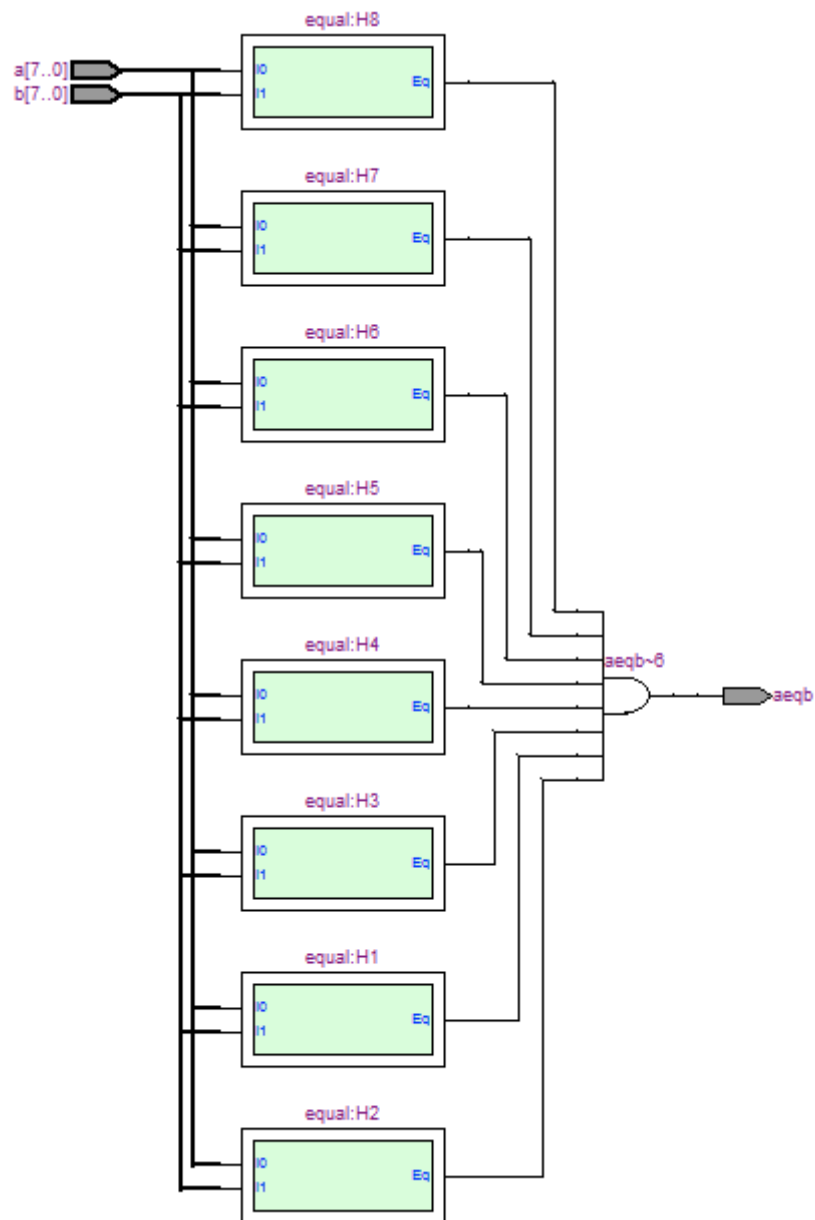 equal:H8
a[7..0]
b[7..0]
I0
I1
Eq
equal:H7
I0
I1
Eq
equal:H6
I0
I1
Eq
equal:H5
I0
I1
Eq
equal:H4
I0
I1
Eq
aeqb~6
aeqb
equal:H3
I0
I1
Eq
equal:H1
I0
I1
Eq
equal:H2
I0
I1
Eq